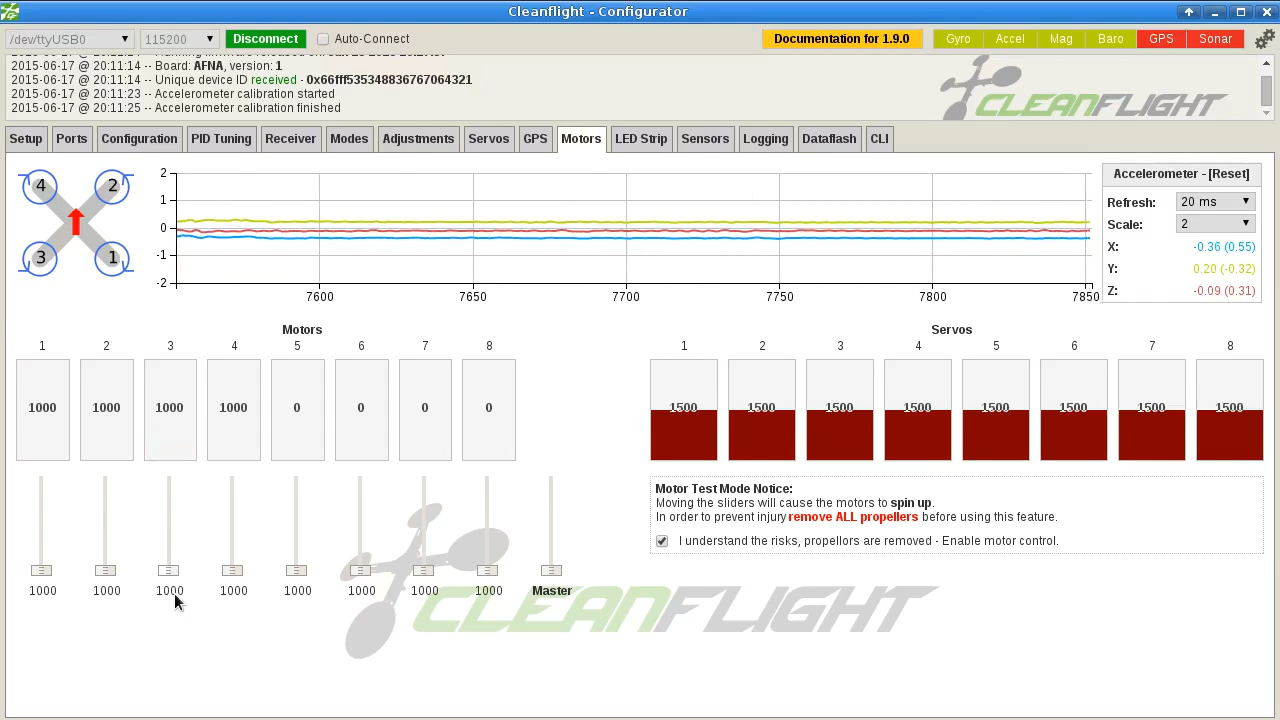 Cleanflight - Configurator
/dev/ttyUSB0 115200 Disconnect Auto-Connect Documentation for 1.9.0 Gyro Accel Mag Baro GPS Sonar
2015-06-17 @ 20:11:14 -- Board: AFNA, version: 1
2015-06-17 @ 20:11:14 -- Unique device ID received - 0x66fff535348836767064321
2015-06-17 @ 20:11:23 -- Accelerometer calibration started
2015-06-17 @ 20:11:25 -- Accelerometer calibration finished
CLEANFLIGHT
Setup Ports Configuration PID Tuning Receiver Modes Adjustments Servos GPS Motors LED Strip Sensors Logging Dataflash CLI
4 2
3 1
2
1
0
-1
-2
7600 7650 7700 7750 7800 7850
Accelerometer - [Reset]
Refresh: 20 ms
Scale: 2
X: -0.36 (0.55)
Y: 0.20 (-0.32)
Z: -0.09 (0.31)
Motors
1 2 3 4 5 6 7 8
1000 1000 1000 1000 0 0 0 0
1000 1000 1000 1000 1000 1000 1000 1000 Master
Servos
1 2 3 4 5 6 7 8
1500 1500 1500 1500 1500 1500 1500 1500
Motor Test Mode Notice:
Moving the sliders will cause the motors to spin up.
In order to prevent injury remove ALL propellers before using this feature.
I understand the risks, propellors are removed - Enable motor control.
CLEANFLIGHT